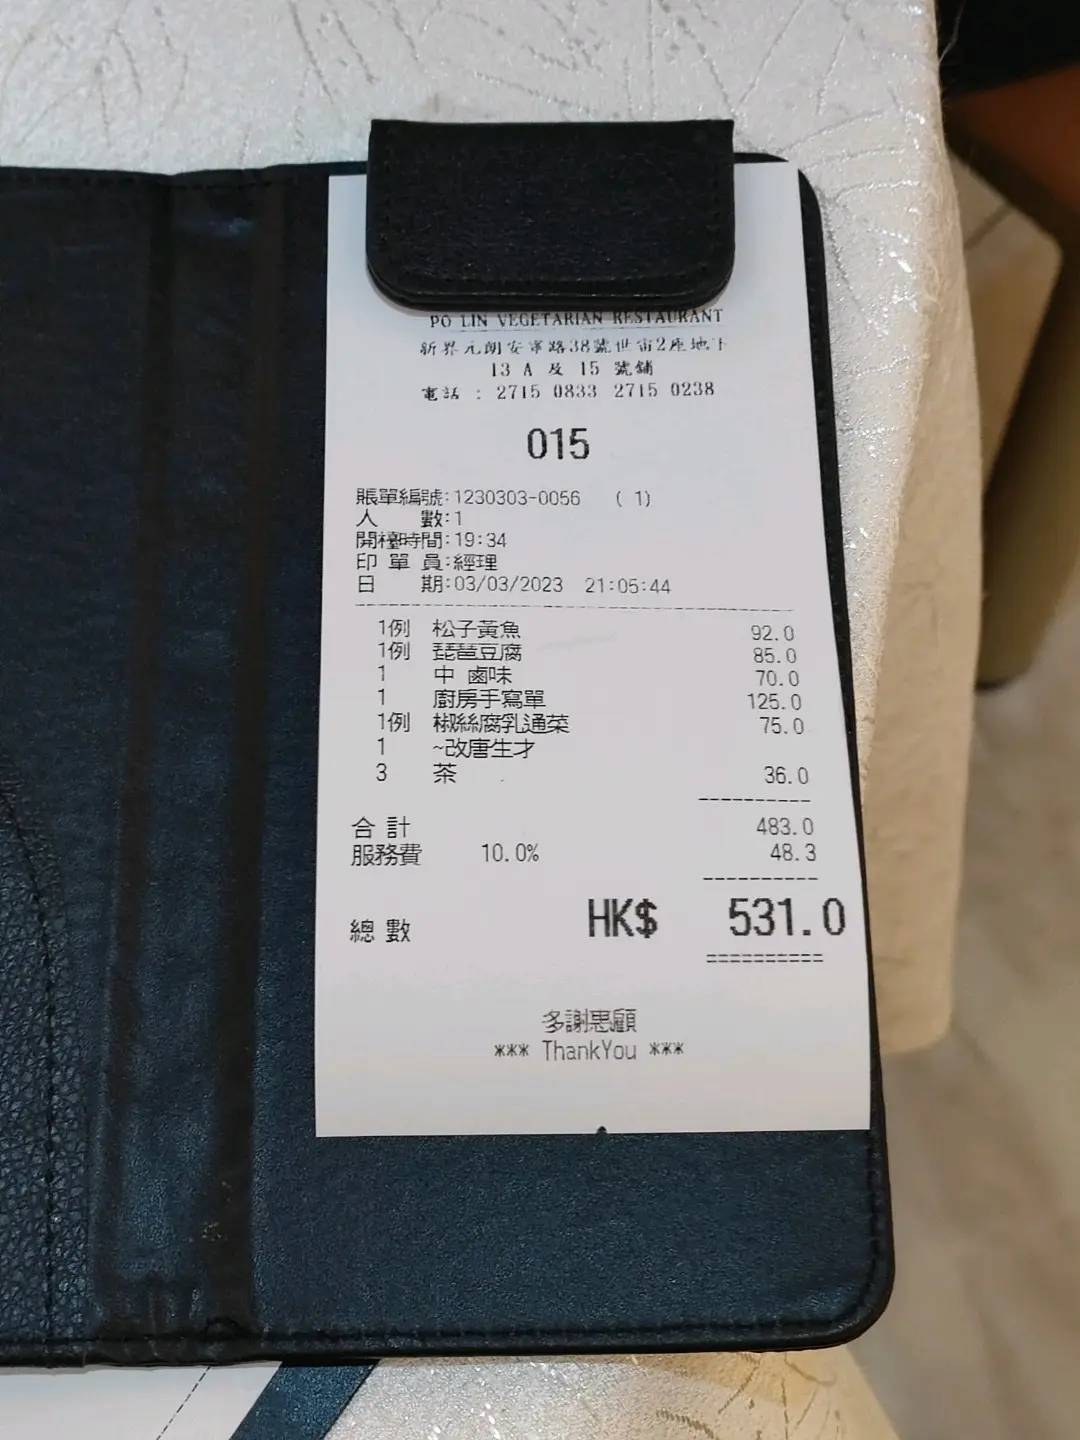 PO LIN VEGETARIAN RESTAURANT
新界元朗安寧路38號世宙2座地下
13 A 及 15 號舖
電話 : 2715 0833 2715 0238
015
賬單編號:1230303-0056 ( 1)
人 數:1
開檯時間:19:34
印 單 員:經理
日 期:03/03/2023 21:05:44
1例 松子黃魚 92.0
1例 琵琶豆腐 85.0
1 中 鹵味 70.0
1 廚房手寫單 125.0
1例 椒絲腐乳通菜 75.0
1 ~改唐生才
3 茶 36.0
合 計 483.0
服務費 10.0% 48.3
總 數 HK$ 531.0
==========
多謝惠顧
*** ThankYou ***